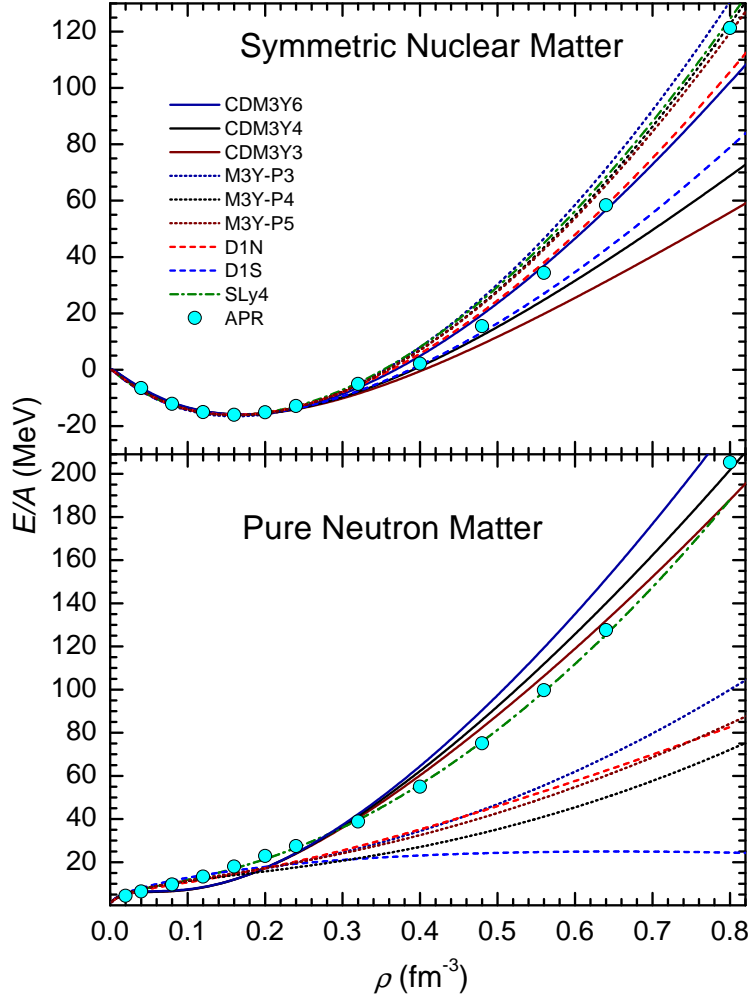 Symmetric Nuclear Matter
CDM3Y6
CDM3Y4
CDM3Y3
M3Y-P3
M3Y-P4
M3Y-P5
D1N
D1S
SLy4
APR
120
100
80
60
40
20
0
-20
E/A (MeV)
Pure Neutron Matter
200
180
160
140
120
100
80
60
40
20
0.0 0.1 0.2 0.3 0.4 0.5 0.6 0.7 0.8
ρ (fm⁻³)